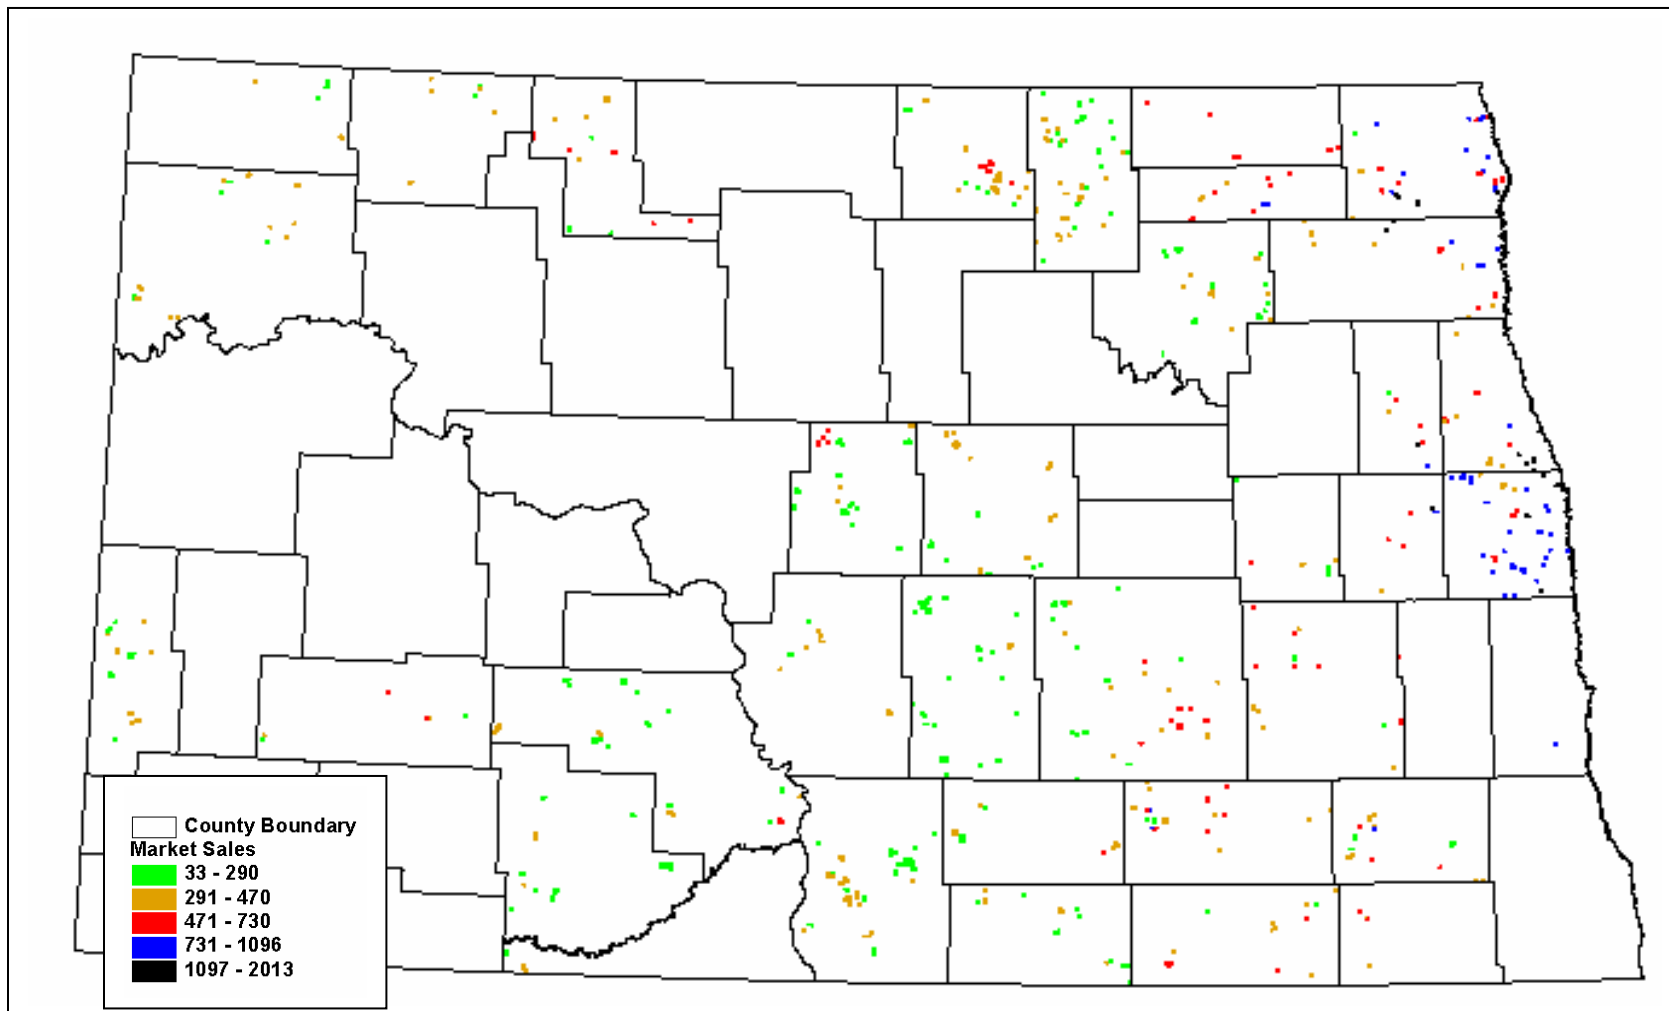 County Boundary
Market Sales
33 - 290
291 - 470
471 - 730
731 - 1096
1097 - 2013